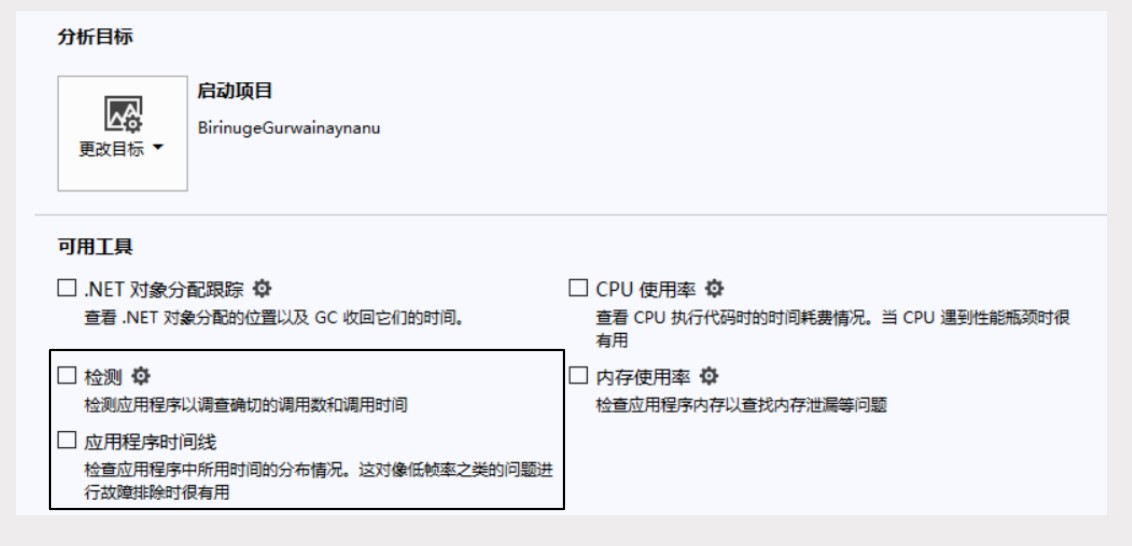 分析目标
启动项目
BirinugeGurwainaynanu
更改目标
可用工具
.NET 对象分配跟踪
查看 .NET 对象分配的位置以及 GC 收回它们的时间。
CPU 使用率
查看 CPU 执行代码时的时间耗费情况。当 CPU 遇到性能瓶颈时很
有用
检测
检测应用程序以调查确切的调用数和调用时间
内存使用率
检查应用程序内存以查找内存泄漏等问题
应用程序时间线
检查应用程序中所用时间的分布情况。这对像低帧率之类的问题进
行故障排除时很有用